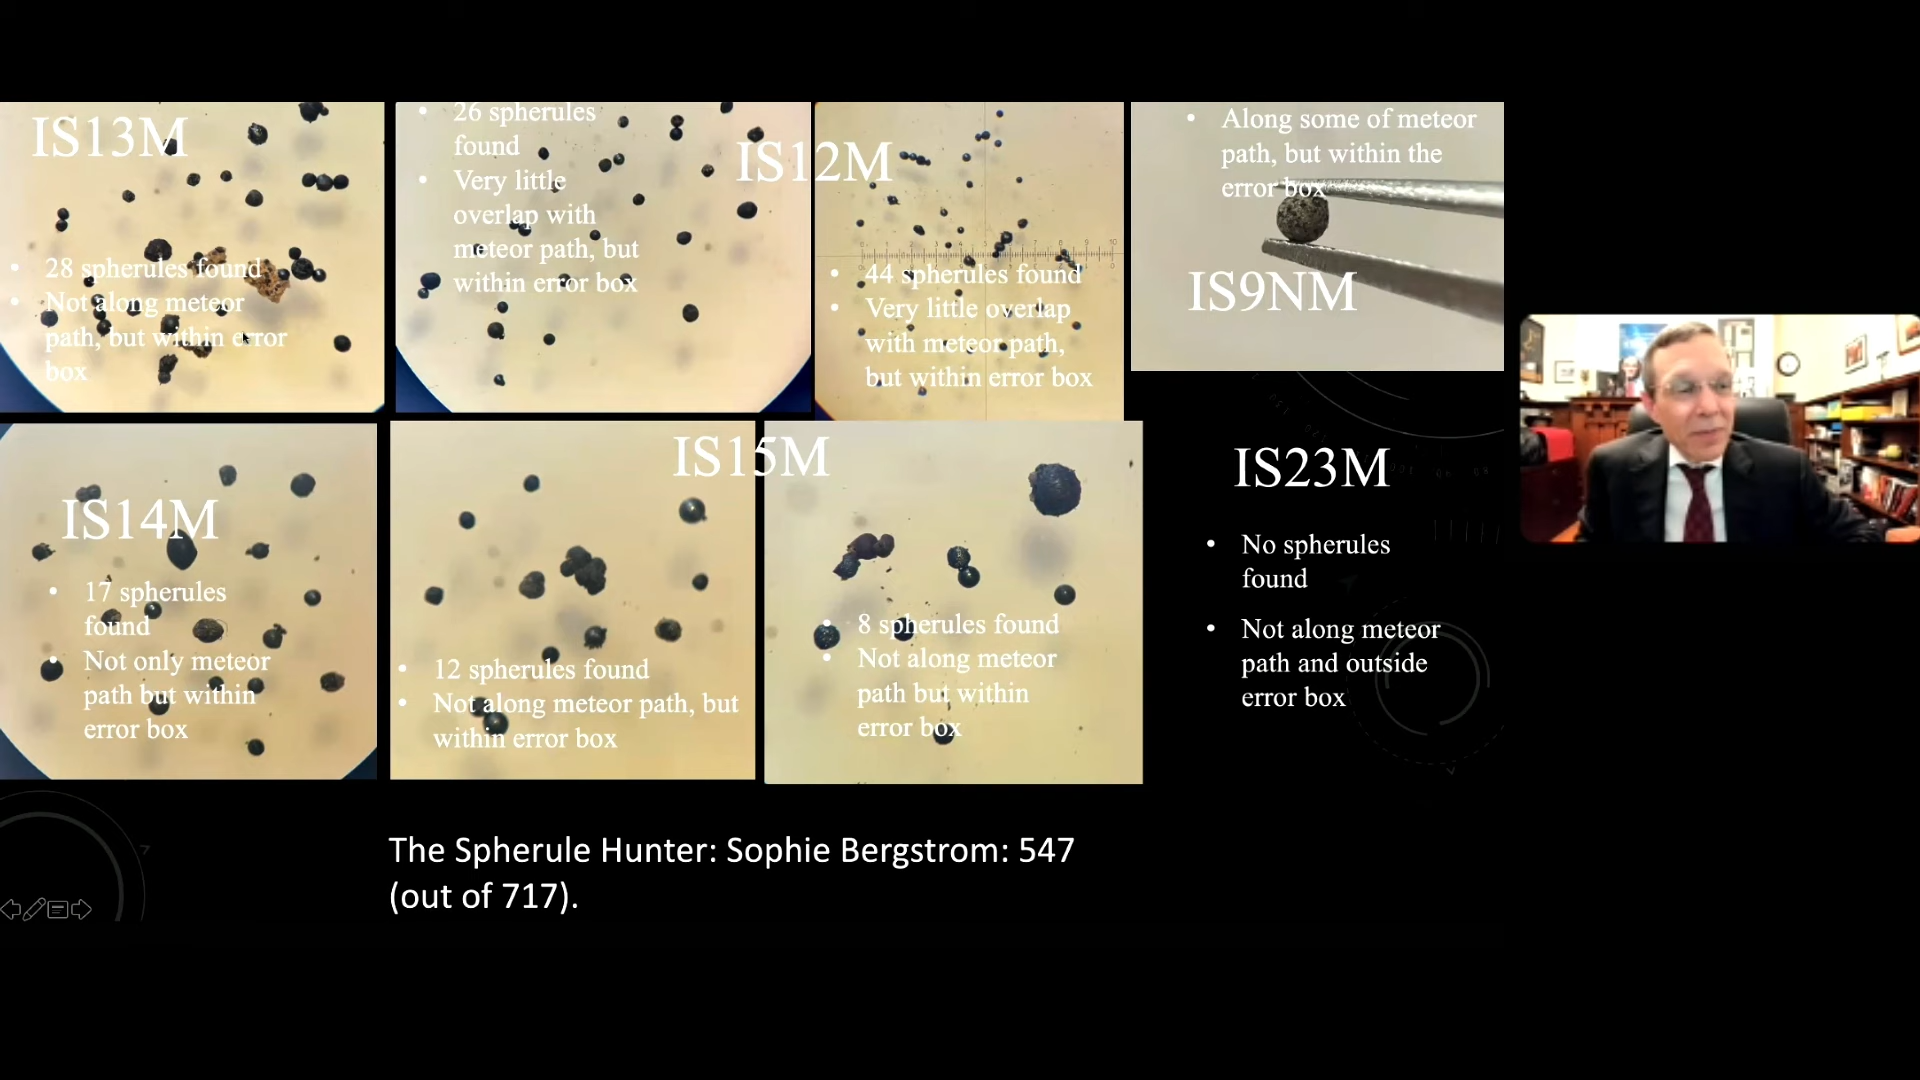 IS13M
• 28 spherules found
• Not along meteor
path, but within error
box
• 26 spherules
found
• Very little
overlap with
meteor path, but
within error box
IS12M
• 44 spherules found
• Very little overlap
with meteor path,
but within error box
• Along some of meteor
path, but within the
error box
IS9NM
IS14M
• 17 spherules
found
• Not only meteor
path but within
error box
IS15M
• 12 spherules found
• Not along meteor path, but
within error box
• 8 spherules found
• Not along meteor
path but within
error box
IS23M
• No spherules
found
• Not along meteor
path and outside
error box
The Spherule Hunter: Sophie Bergstrom: 547
(out of 717).